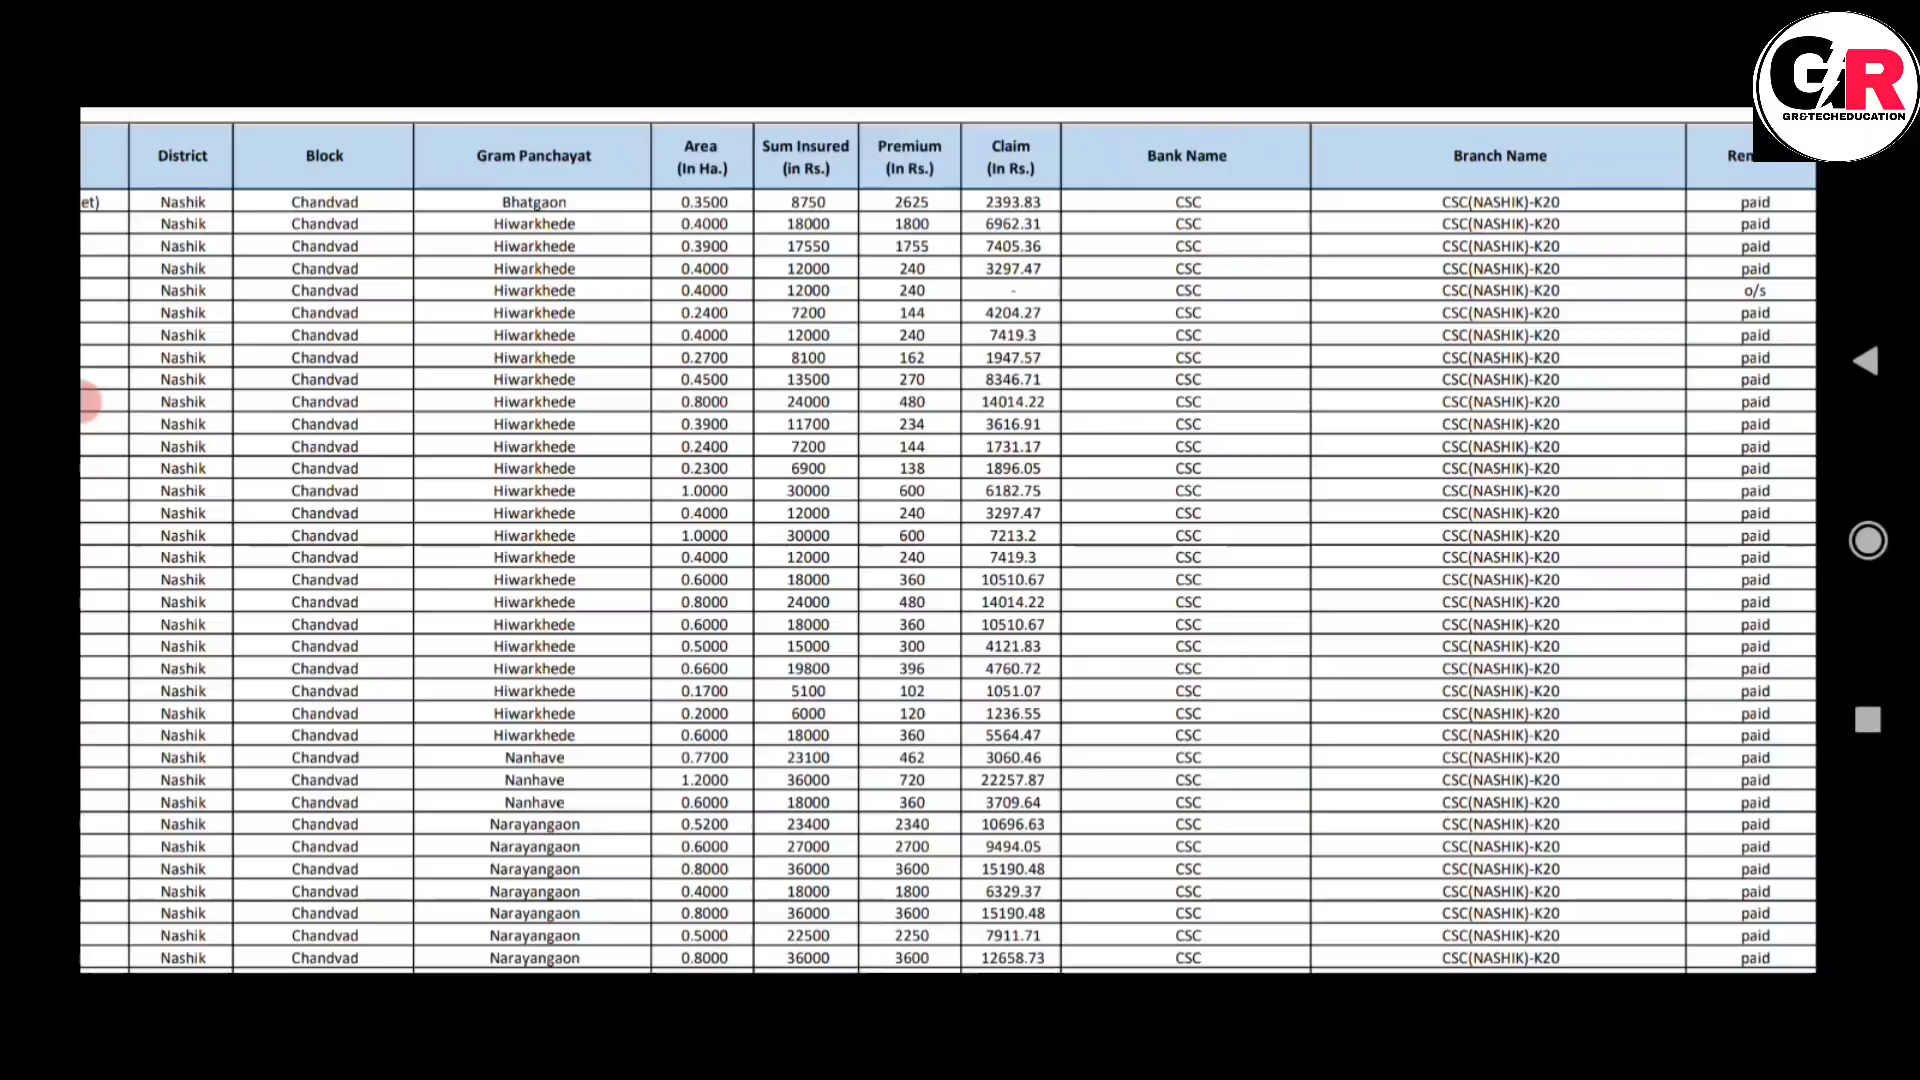 GR
GR&TECHEDUCATION
District Block Gram Panchayat Area (In Ha.) Sum Insured (in Rs.) Premium (In Rs.) Claim (In Rs.) Bank Name Branch Name
et) Nashik Chandvad Bhatgaon 0.3500 8750 2625 2393.83 CSC CSC(NASHIK)-K20 paid
Nashik Chandvad Hiwarkhede 0.4000 18000 1800 6962.31 CSC CSC(NASHIK)-K20 paid
Nashik Chandvad Hiwarkhede 0.3900 17550 1755 7405.36 CSC CSC(NASHIK)-K20 paid
Nashik Chandvad Hiwarkhede 0.4000 12000 240 3297.47 CSC CSC(NASHIK)-K20 paid
Nashik Chandvad Hiwarkhede 0.4000 12000 240 - CSC CSC(NASHIK)-K20 o/s
Nashik Chandvad Hiwarkhede 0.2400 7200 144 4204.27 CSC CSC(NASHIK)-K20 paid
Nashik Chandvad Hiwarkhede 0.4000 12000 240 7419.3 CSC CSC(NASHIK)-K20 paid
Nashik Chandvad Hiwarkhede 0.2700 8100 162 1947.57 CSC CSC(NASHIK)-K20 paid
Nashik Chandvad Hiwarkhede 0.4500 13500 270 8346.71 CSC CSC(NASHIK)-K20 paid
Nashik Chandvad Hiwarkhede 0.8000 24000 480 14014.22 CSC CSC(NASHIK)-K20 paid
Nashik Chandvad Hiwarkhede 0.3900 11700 234 3616.91 CSC CSC(NASHIK)-K20 paid
Nashik Chandvad Hiwarkhede 0.2400 7200 144 1731.17 CSC CSC(NASHIK)-K20 paid
Nashik Chandvad Hiwarkhede 0.2300 6900 138 1896.05 CSC CSC(NASHIK)-K20 paid
Nashik Chandvad Hiwarkhede 1.0000 30000 600 6182.75 CSC CSC(NASHIK)-K20 paid
Nashik Chandvad Hiwarkhede 0.4000 12000 240 3297.47 CSC CSC(NASHIK)-K20 paid
Nashik Chandvad Hiwarkhede 1.0000 30000 600 7213.2 CSC CSC(NASHIK)-K20 paid
Nashik Chandvad Hiwarkhede 0.4000 12000 240 7419.3 CSC CSC(NASHIK)-K20 paid
Nashik Chandvad Hiwarkhede 0.6000 18000 360 10510.67 CSC CSC(NASHIK)-K20 paid
Nashik Chandvad Hiwarkhede 0.8000 24000 480 14014.22 CSC CSC(NASHIK)-K20 paid
Nashik Chandvad Hiwarkhede 0.6000 18000 360 10510.67 CSC CSC(NASHIK)-K20 paid
Nashik Chandvad Hiwarkhede 0.5000 15000 300 4121.83 CSC CSC(NASHIK)-K20 paid
Nashik Chandvad Hiwarkhede 0.6600 19800 396 4760.72 CSC CSC(NASHIK)-K20 paid
Nashik Chandvad Hiwarkhede 0.1700 5100 102 1051.07 CSC CSC(NASHIK)-K20 paid
Nashik Chandvad Hiwarkhede 0.2000 6000 120 1236.55 CSC CSC(NASHIK)-K20 paid
Nashik Chandvad Hiwarkhede 0.6000 18000 360 5564.47 CSC CSC(NASHIK)-K20 paid
Nashik Chandvad Nanhave 0.7700 23100 462 3060.46 CSC CSC(NASHIK)-K20 paid
Nashik Chandvad Nanhave 1.2000 36000 720 22257.87 CSC CSC(NASHIK)-K20 paid
Nashik Chandvad Nanhave 0.6000 18000 360 3709.64 CSC CSC(NASHIK)-K20 paid
Nashik Chandvad Narayangaon 0.5200 23400 2340 10696.63 CSC CSC(NASHIK)-K20 paid
Nashik Chandvad Narayangaon 0.6000 27000 2700 9494.05 CSC CSC(NASHIK)-K20 paid
Nashik Chandvad Narayangaon 0.8000 36000 3600 15190.48 CSC CSC(NASHIK)-K20 paid
Nashik Chandvad Narayangaon 0.4000 18000 1800 6329.37 CSC CSC(NASHIK)-K20 paid
Nashik Chandvad Narayangaon 0.8000 36000 3600 15190.48 CSC CSC(NASHIK)-K20 paid
Nashik Chandvad Narayangaon 0.5000 22500 2250 7911.71 CSC CSC(NASHIK)-K20 paid
Nashik Chandvad Narayangaon 0.8000 36000 3600 12658.73 CSC CSC(NASHIK)-K20 paid